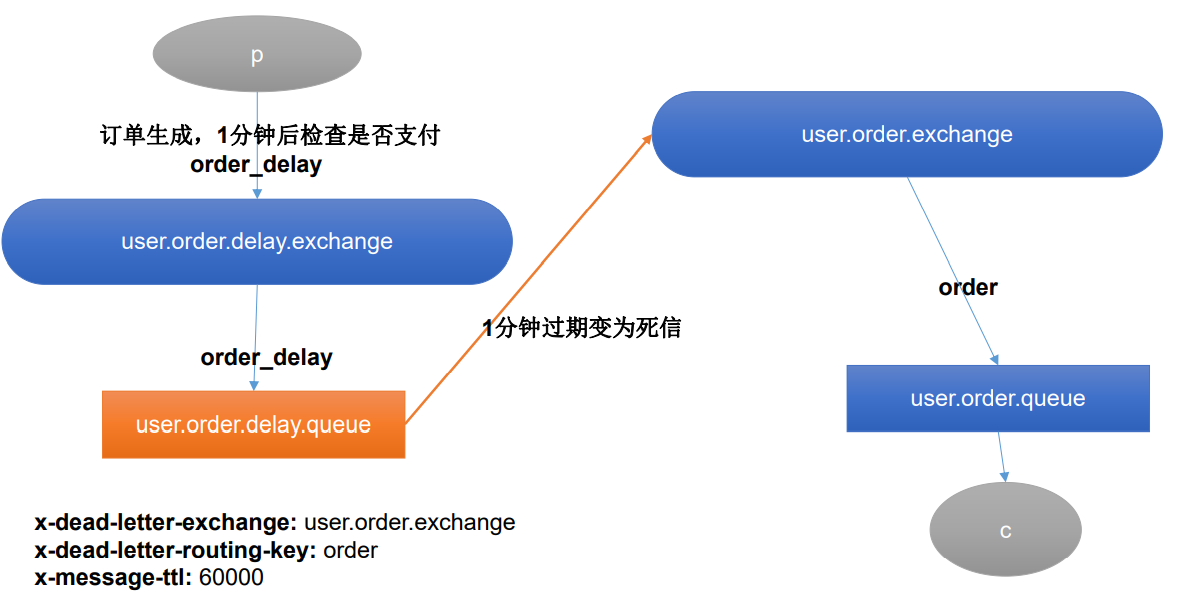 p
订单生成，1分钟后检查是否支付
order_delay
user.order.delay.exchange
order_delay
user.order.delay.queue
1分钟过期变为死信
user.order.exchange
order
user.order.queue
c
x-dead-letter-exchange: user.order.exchange
x-dead-letter-routing-key: order
x-message-ttl: 60000